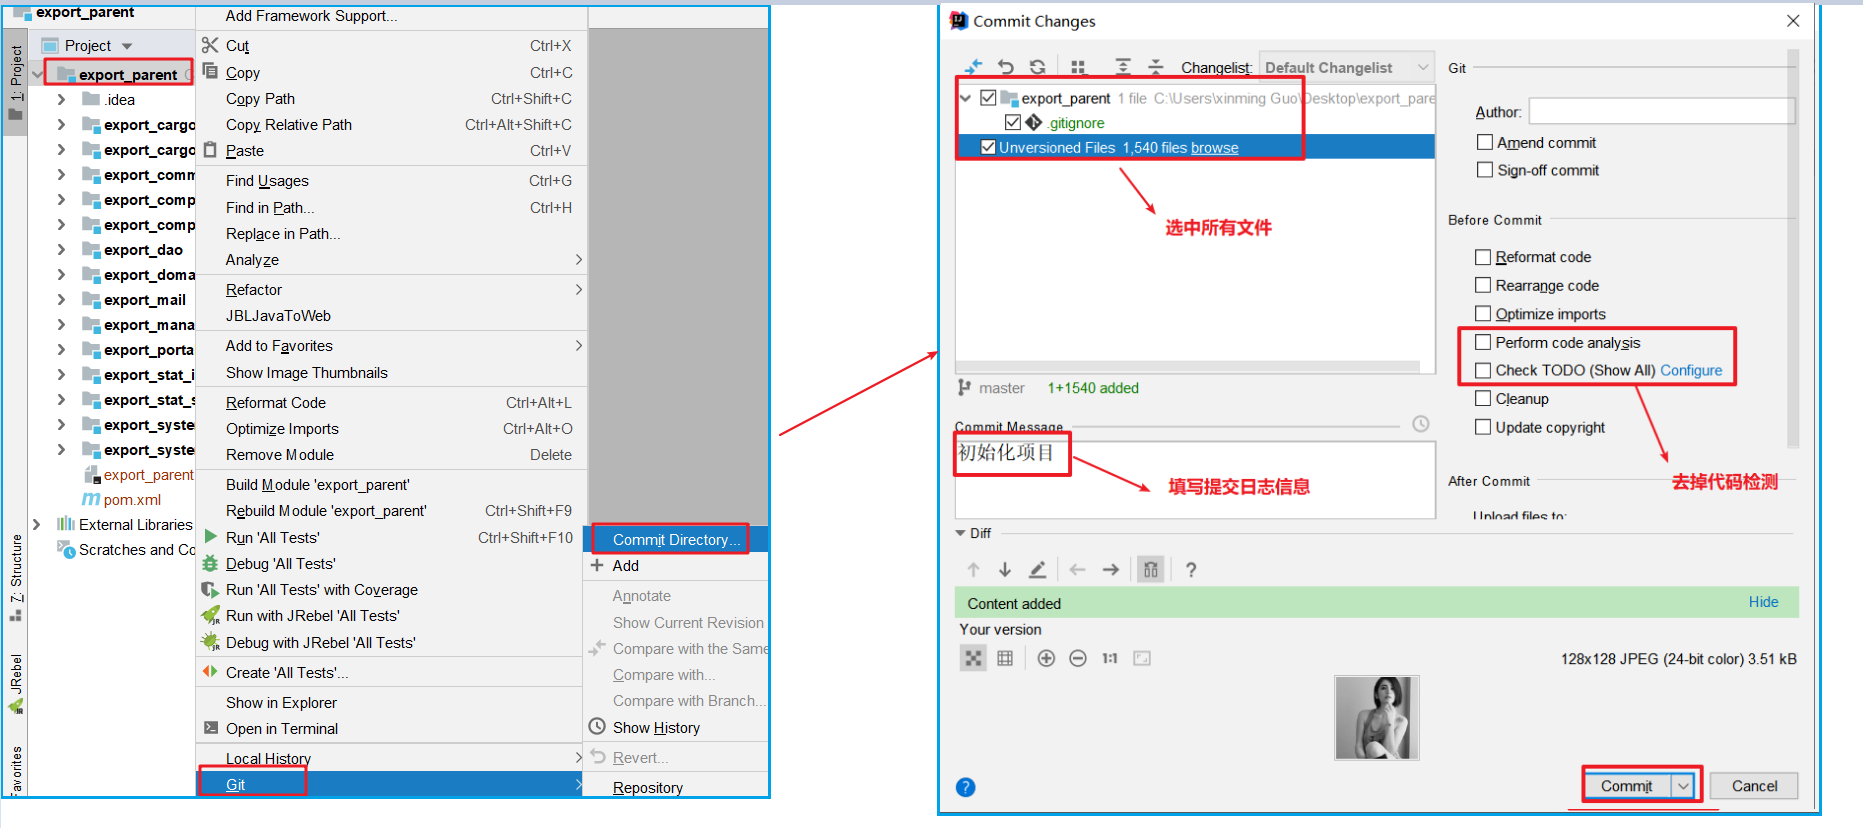 export_parent
Project
1: Project
export_parent
.idea
export_cargo
export_cargo
export_comm
export_comp
export_comp
export_dao
export_doma
export_mail
export_mana
export_porta
export_stat_i
export_stat_s
export_syste
export_syste
export_parent
pom.xml
External Libraries
Scratches and Co
Z: Structure
JRebel
Favorites
Add Framework Support...
Cut Ctrl+X
Copy Ctrl+C
Copy Path Ctrl+Shift+C
Copy Relative Path Ctrl+Alt+Shift+C
Paste Ctrl+V
Find Usages Ctrl+G
Find in Path... Ctrl+H
Replace in Path...
Analyze
Refactor
JBLJavaToWeb
Add to Favorites
Show Image Thumbnails
Reformat Code Ctrl+Alt+L
Optimize Imports Ctrl+Alt+O
Remove Module Delete
Build Module 'export_parent'
Rebuild Module 'export_parent' Ctrl+Shift+F9
Run 'All Tests' Ctrl+Shift+F10
Debug 'All Tests'
Run 'All Tests' with Coverage
Run with JRebel 'All Tests'
Debug with JRebel 'All Tests'
Create 'All Tests'...
Show in Explorer
Open in Terminal
Local History
Git
Commit Directory...
Add
Annotate
Show Current Revision
Compare with the Same
Compare with...
Compare with Branch...
Show History
Revert...
Repository
Commit Changes
Changelist: Default Changelist
export_parent 1 file C:\Users\xinming Guo\Desktop\export_pare
.gitignore
Unversioned Files 1,540 files browse
选中所有文件
master 1+1540 added
Commit Message
初始化项目
填写提交日志信息
Git
Author:
Amend commit
Sign-off commit
Before Commit
Reformat code
Rearrange code
Optimize imports
Perform code analysis
Check TODO (Show All) Configure
Cleanup
Update copyright
去掉代码检测
After Commit
Upload files to:
Diff
Content added Hide
Your version
1:1
128x128 JPEG (24-bit color) 3.51 kB
Commit
Cancel